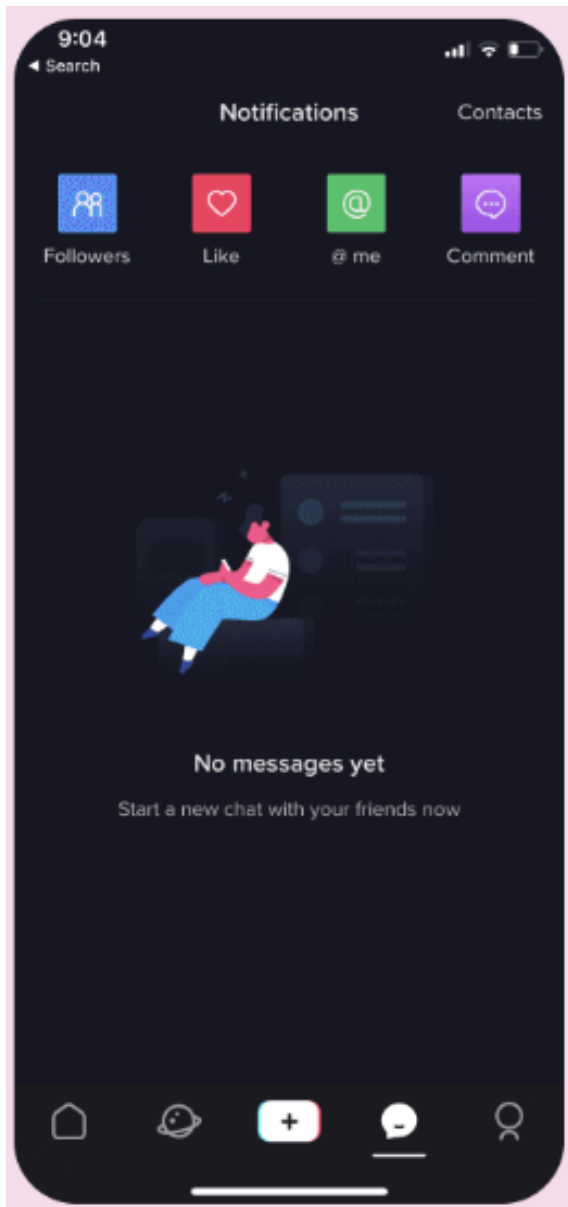 9:04
◀ Search
Notifications Contacts
Followers Like @ me Comment
No messages yet
Start a new chat with your friends now